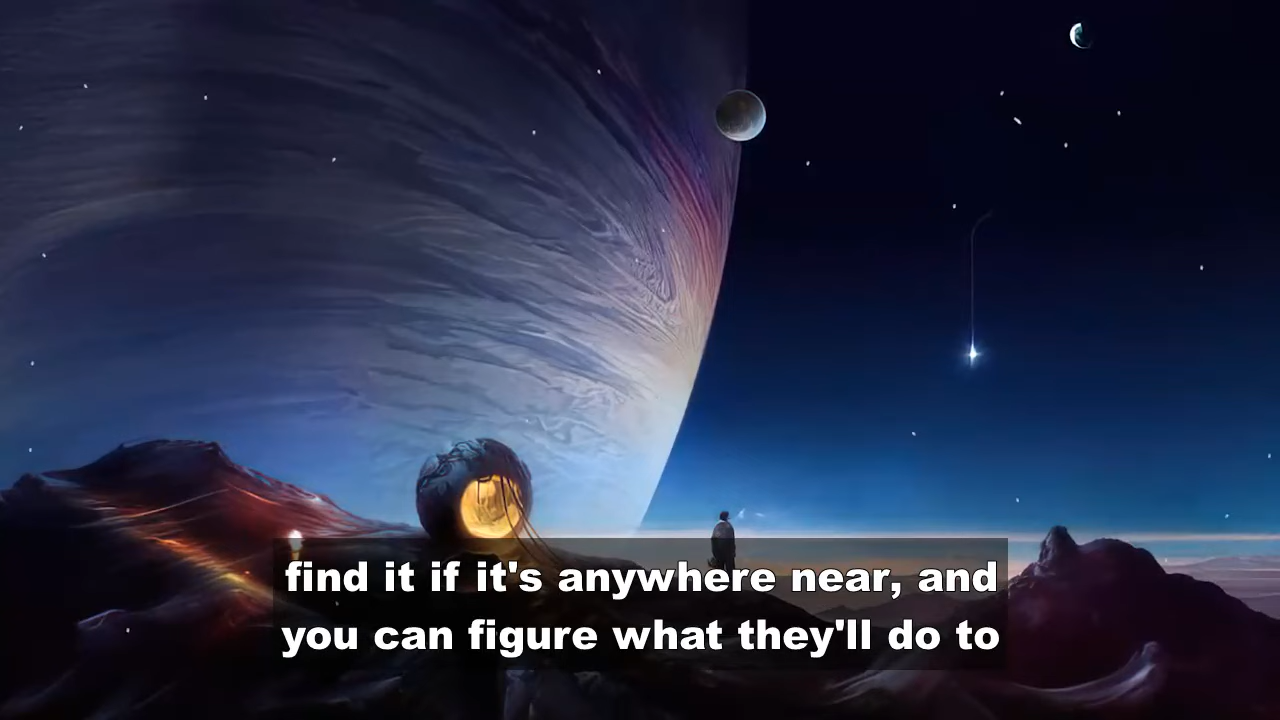 find it if it's anywhere near, and
you can figure what they'll do to